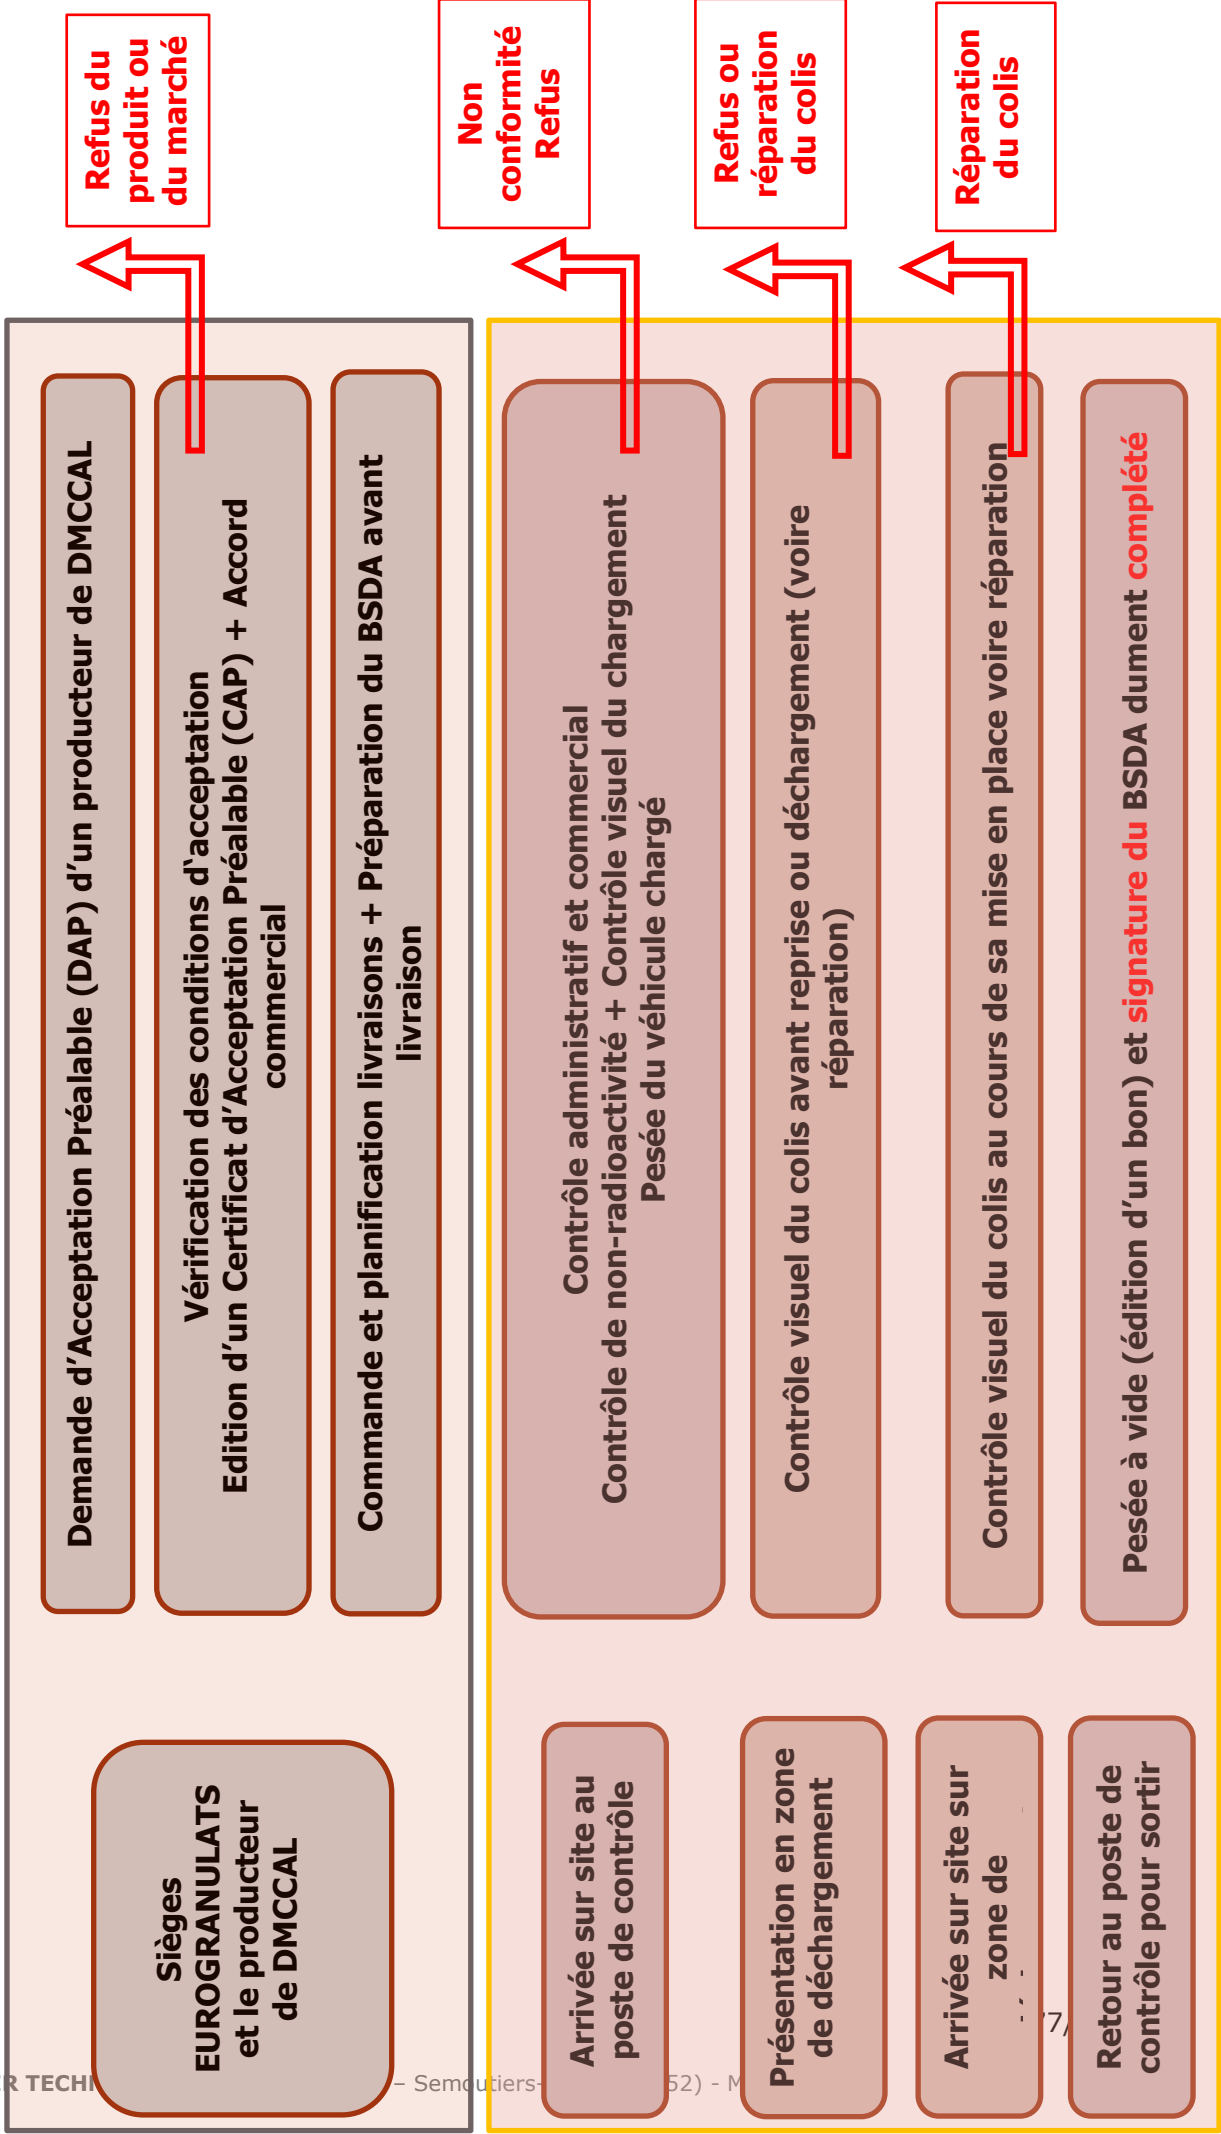 Sièges
EUROGRANULATS
et le producteur
de DMCCAL
Demande d’Acceptation Préalable (DAP) d’un producteur de DMCCAL
Vérification des conditions d‵acceptation
Edition d’un Certificat d’Acceptation Préalable (CAP) + Accord
commercial
Refus du
produit ou
du marché
Commande et planification livraisons + Préparation du BSDA avant
livraison
Arrivée sur site au
poste de contrôle
Contrôle administratif et commercial
Contrôle de non-radioactivité + Contrôle visuel du chargement
Pesée du véhicule chargé
Non
conformité
Refus
Présentation en zone
de déchargement
Contrôle visuel du colis avant reprise ou déchargement (voire
réparation)
Refus ou
réparation
du colis
Arrivée sur site sur
zone de
Contrôle visuel du colis au cours de sa mise en place voire réparation
Réparation
du colis
Retour au poste de
contrôle pour sortir
Pesée à vide (édition d’un bon) et signature du BSDA dument complété
– Semoutiers-
52) - M
77/